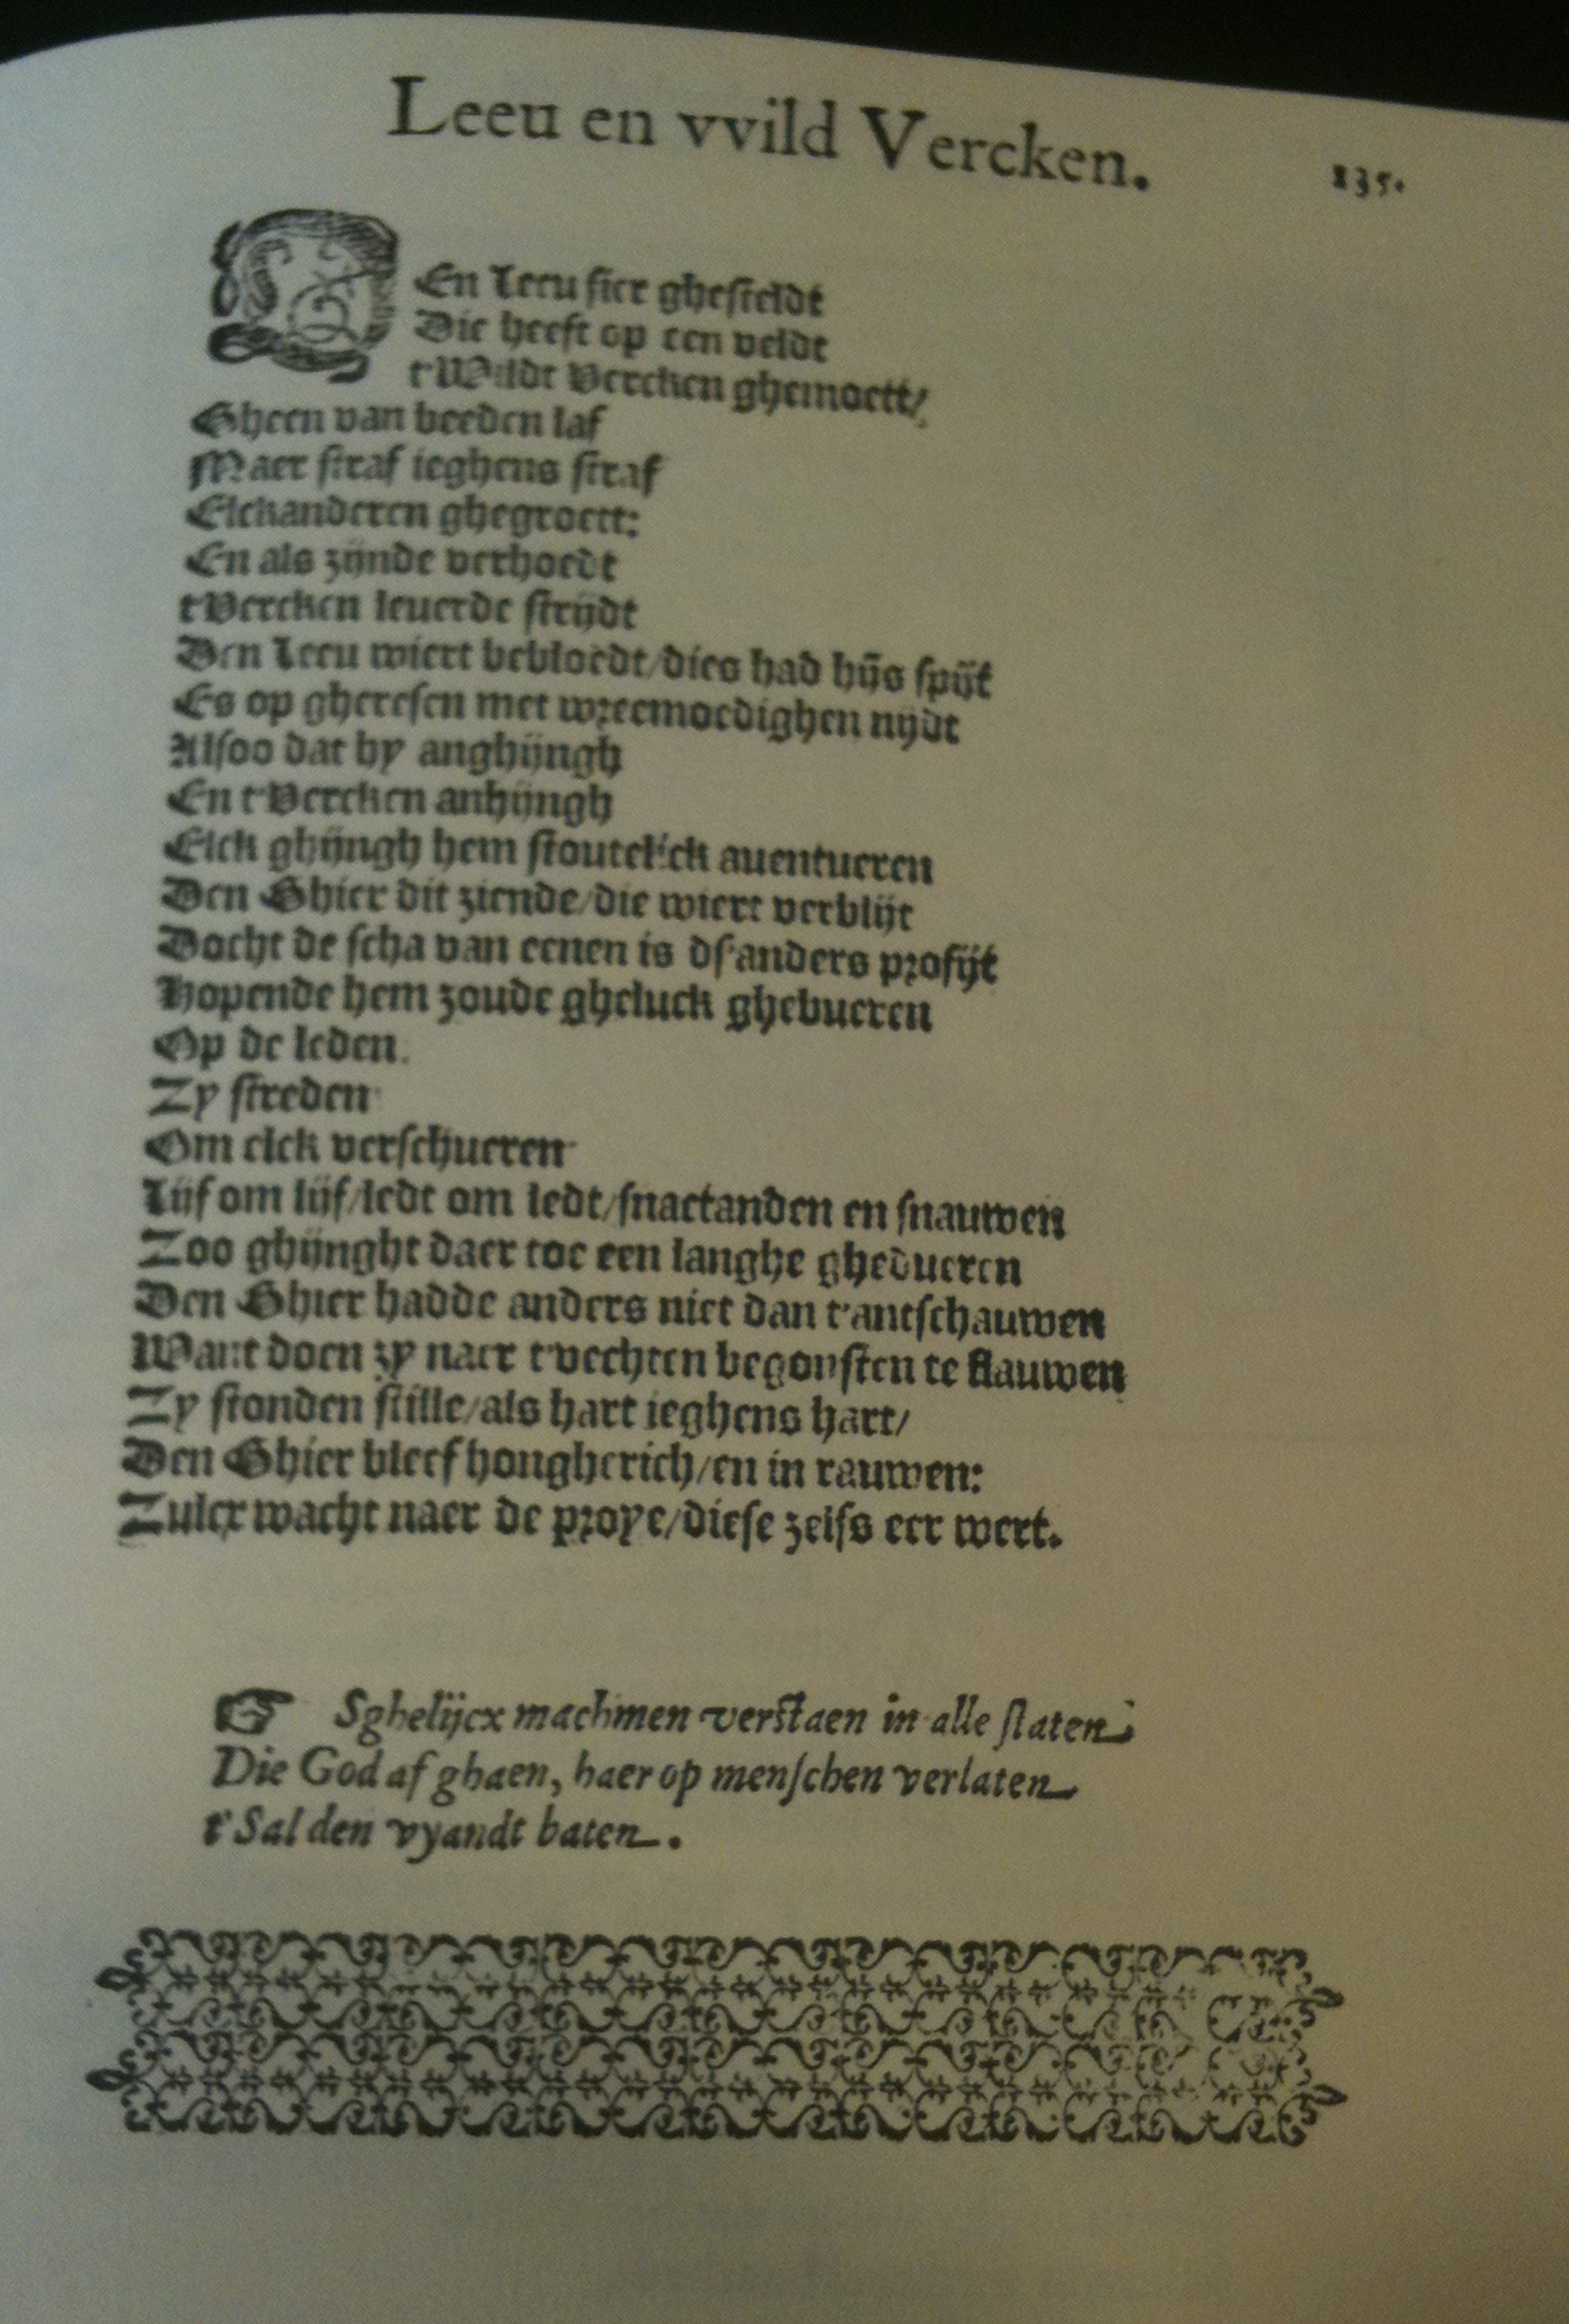 Leeu en vvild Vercken.
135.
EEn Leeu fier ghesteldt
Die heeft op een veldt
t'Wildt Vercken ghemoett/
Gheen van beeden laf
Maer straf ieghens straf
Elckanderen ghegroett:
En als zijnde verhoedt
t'Vercken leuerde strijdt
Den Leeu wiert bebloedt/dies had hy's spijt
Es op gheresen met wreemoedighen nijdt
Alsoo dat hy anghijngh
En t'Vercken anhijngh
Elck ghijngh hem stoutelick auentueren
Den Ghier dit ziende/die wiert verblijt
Docht de scha van eenen is ds'anders profijt
Hopende hem zoude gheluck ghebueren
Op de leden.
Zy streden
Om elck verschueren
Lijf om lijf/ledt om ledt/snactanden en snauwen
Zoo ghijnght daer toe een langhe ghedueren
Den Ghier hadde anders niet dan t'antschauwen
Want doen zy naer t'vechten begonsten te flauwen
Zy stonden stille/als hart ieghens hart/
Den Ghier bleef hongherich/en in rauwen:
Zulcx wacht naer de proye/diese zelfs eer wert.
☞ Sghelijcx machmen verstaen in alle staten
Die God af ghaen, haer op menschen verlaten
t'Sal den vyandt baten.